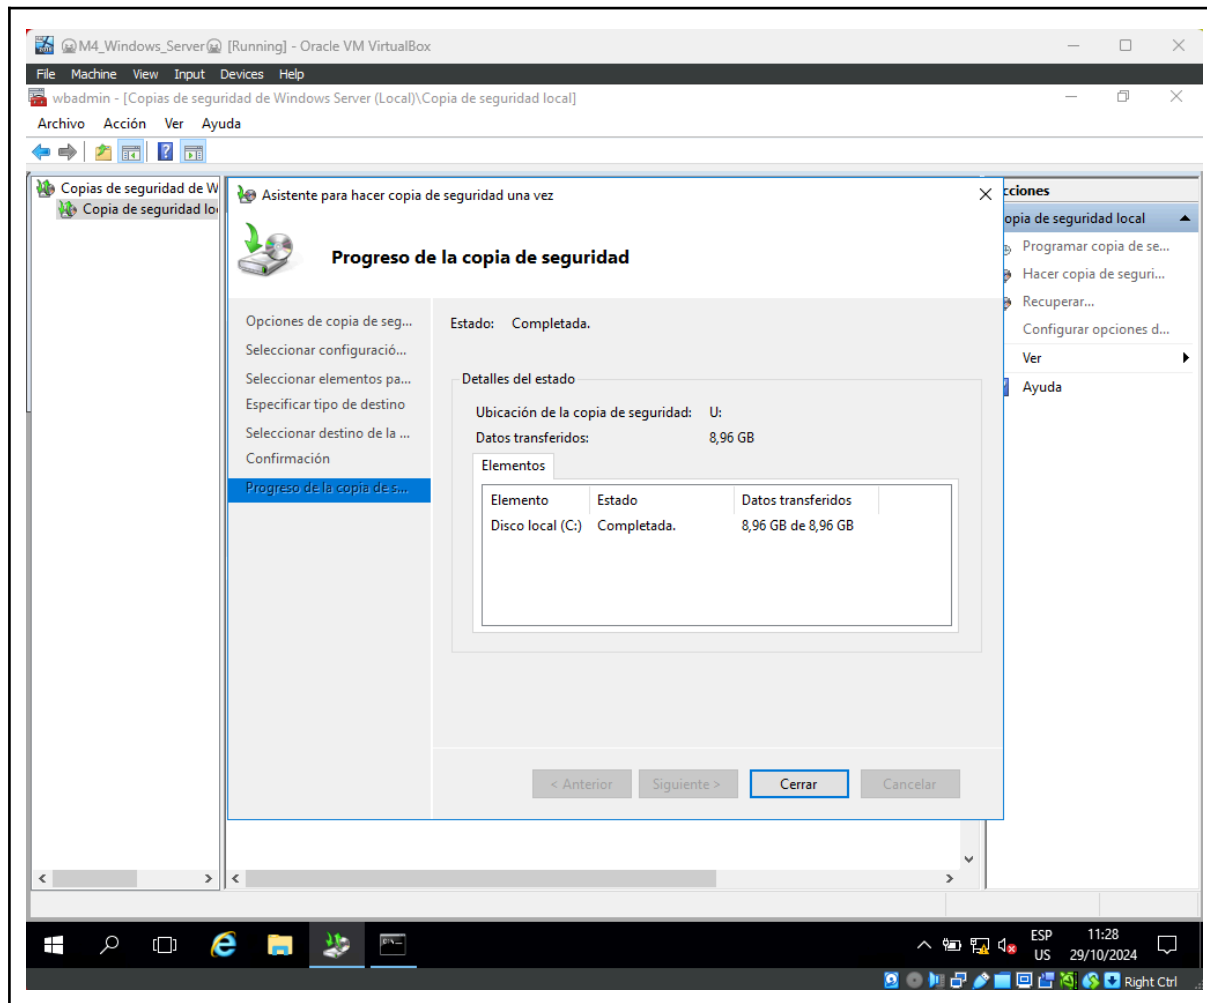 M4_Windows_Server [Running] - Oracle VM VirtualBox
File Machine View Input Devices Help
wbadmin - [Copias de seguridad de Windows Server (Local)\Copia de seguridad local]
Archivo Acción Ver Ayuda
Copias de seguridad de W
Copia de seguridad lo
Asistente para hacer copia de seguridad una vez
Progreso de la copia de seguridad
Opciones de copia de seg...
Seleccionar configuració...
Seleccionar elementos pa...
Especificar tipo de destino
Seleccionar destino de la ...
Confirmación
Progreso de la copia de s...
Estado: Completada.
Detalles del estado
Ubicación de la copia de seguridad: U:
Datos transferidos: 8,96 GB
Elementos
Elemento Estado Datos transferidos
Disco local (C:) Completada. 8,96 GB de 8,96 GB
< Anterior Siguiente > Cerrar Cancelar
cciones
opia de seguridad local
Programar copia de se...
Hacer copia de seguri...
Recuperar...
Configurar opciones d...
Ver
Ayuda
ESP 11:28
US 29/10/2024
Right Ctrl